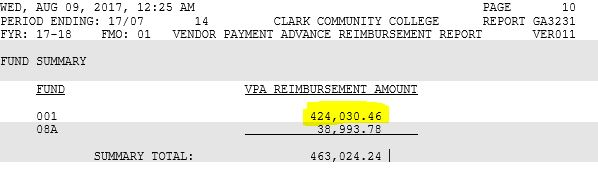 WED, AUG 09, 2017, 12:25 AM PAGE 10
PERIOD ENDING: 17/07 14 CLARK COMMUNITY COLLEGE REPORT GA3231
FYR: 17-18 FMO: 01 VENDOR PAYMENT ADVANCE REIMBURSEMENT REPORT VER011
FUND SUMMARY
FUND VPA REIMBURSEMENT AMOUNT
001 424,030.46
08A 38,993.78
SUMMARY TOTAL: 463,024.24